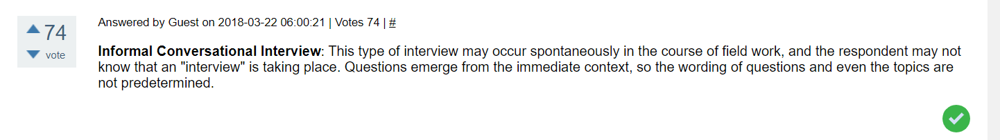 74
vote
Answered by Guest on 2018-03-22 06:00:21 | Votes 74 | #
Informal Conversational Interview: This type of interview may occur spontaneously in the course of field work, and the respondent may not
know that an "interview" is taking place. Questions emerge from the immediate context, so the wording of questions and even the topics are
not predetermined.